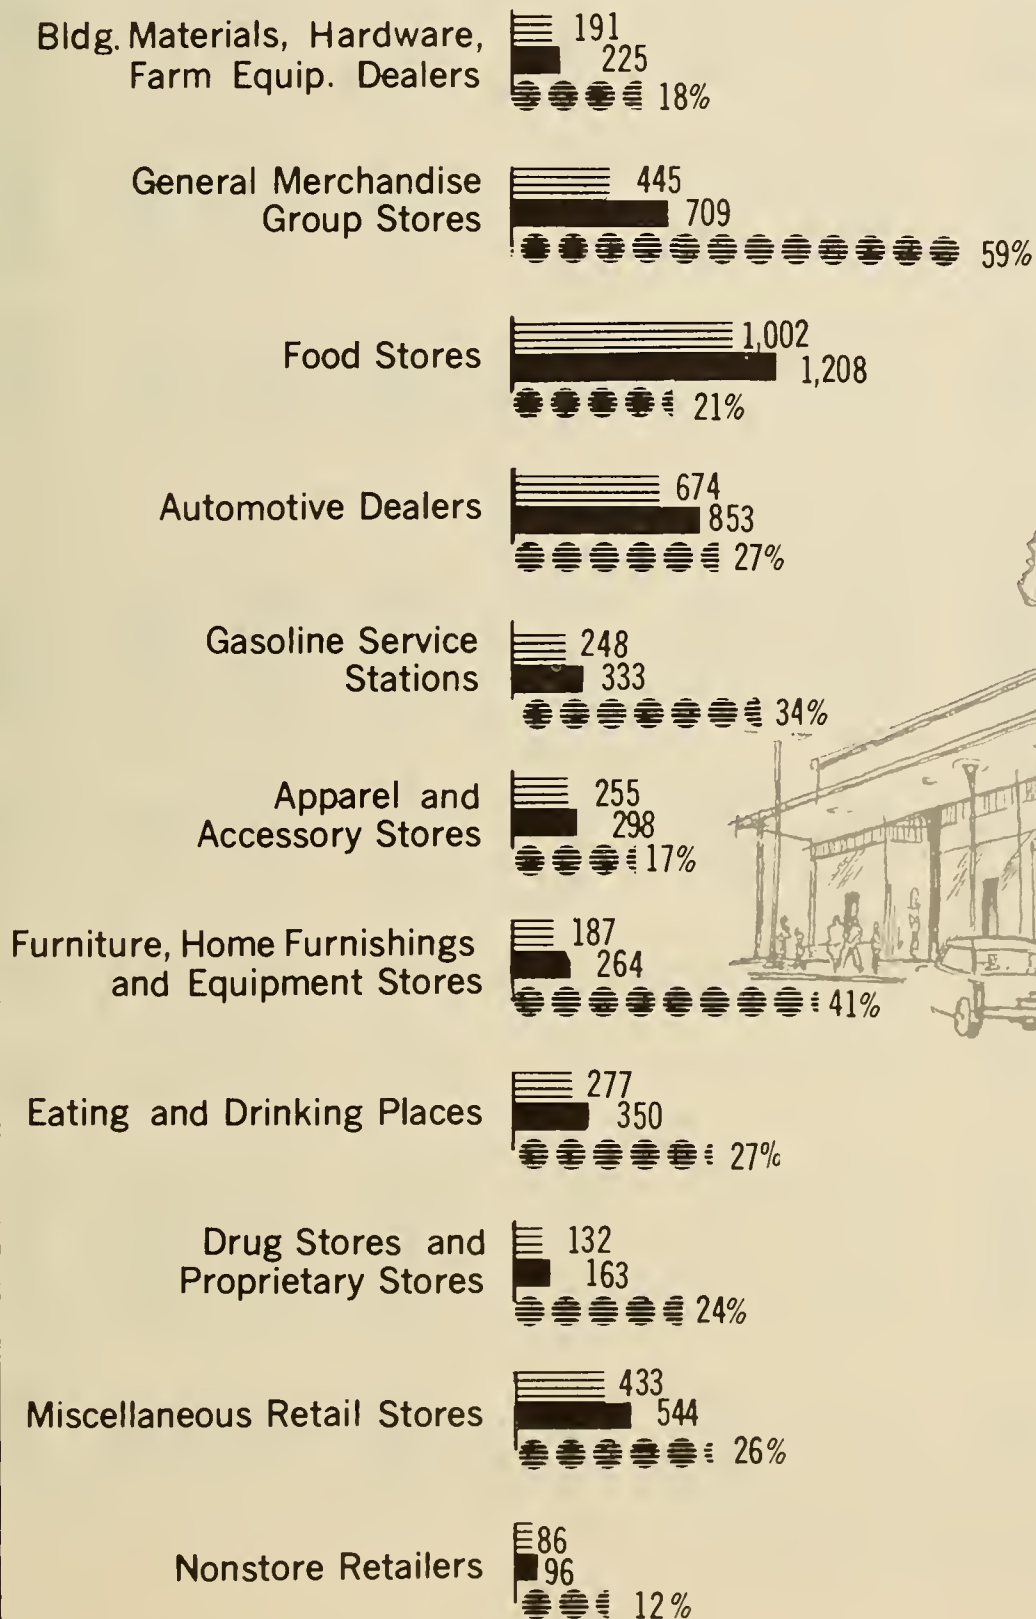 Bldg. Materials, Hardware,
Farm Equip. Dealers
191
225
18%
General Merchandise
Group Stores
445
709
59%
Food Stores
1,002
1,208
21%
Automotive Dealers
674
853
27%
Gasoline Service
Stations
248
333
34%
Apparel and
Accessory Stores
255
298
17%
Furniture, Home Furnishings
and Equipment Stores
187
264
41%
Eating and Drinking Places
277
350
27%
Drug Stores and
Proprietary Stores
132
163
24%
Miscellaneous Retail Stores
433
544
26%
Nonstore Retailers
86
96
12%